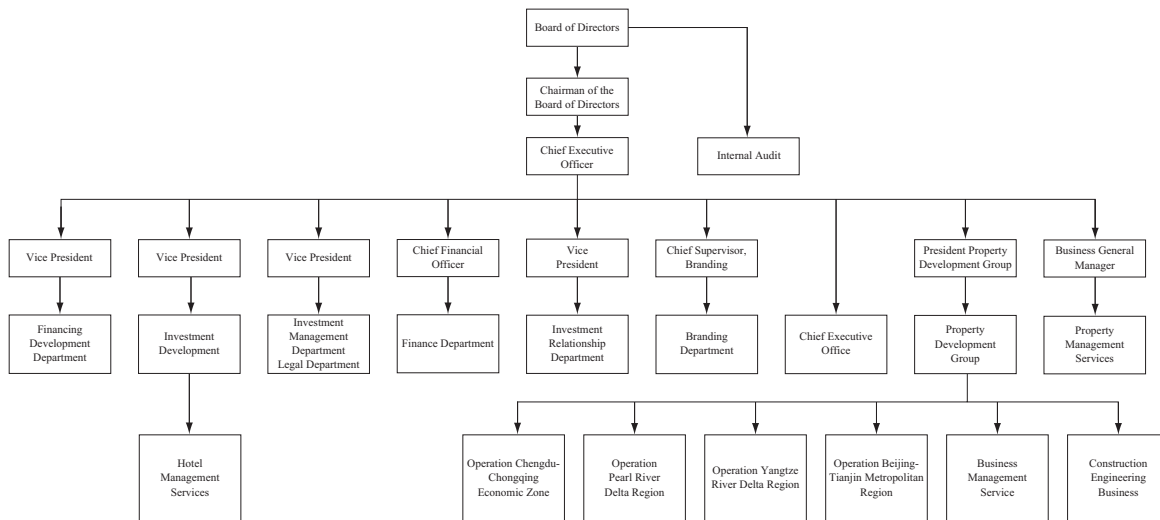 Board of Directors
Chairman of the
Board of Directors
Chief Executive
Officer
Internal Audit
Vice President
Vice President
Vice President
Chief Financial
Officer
Vice
President
Chief Supervisor,
Branding
President Property
Development Group
Business General
Manager
Financing
Development
Department
Investment
Development
Investment
Management
Department
Legal Department
Finance Department
Investment
Relationship
Department
Branding
Department
Chief Executive
Office
Property
Development
Group
Property
Management
Services
Hotel
Management
Services
Operation Chengdu-
Chongqing
Economic Zone
Operation
Pearl River
Delta Region
Operation Yangtze
River Delta Region
Operation Beijing-
Tianjin Metropolitan
Region
Business
Management
Service
Construction
Engineering
Business